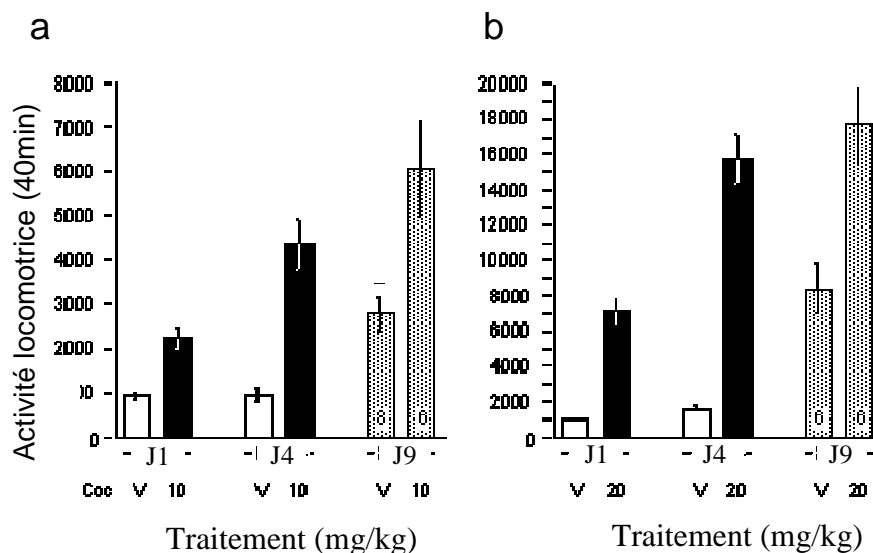 a
Activité locomotrice (40min)
8000
7000
6000
5000
4000
3000
2000
0
- J1 - - J4 - - J9 -
Coc V 10 V 10 V 10
Traitement (mg/kg)
b
20000
18000
16000
14000
12000
10000
8000
6000
4000
2000
0
0 0
- J1 - - J4 - - J9 -
V 20 V 20 V 20
Traitement (mg/kg)